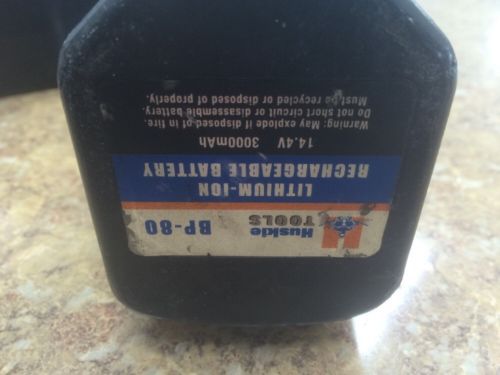 Huskie
TOOLS
BP-80
LITHIUM-ION
RECHARGEABLE BATTERY
14.4V 3000mAh
Warning: May explode if disposed of in fire.
Do not short circuit or disassemble battery.
Must be recycled or disposed of properly.